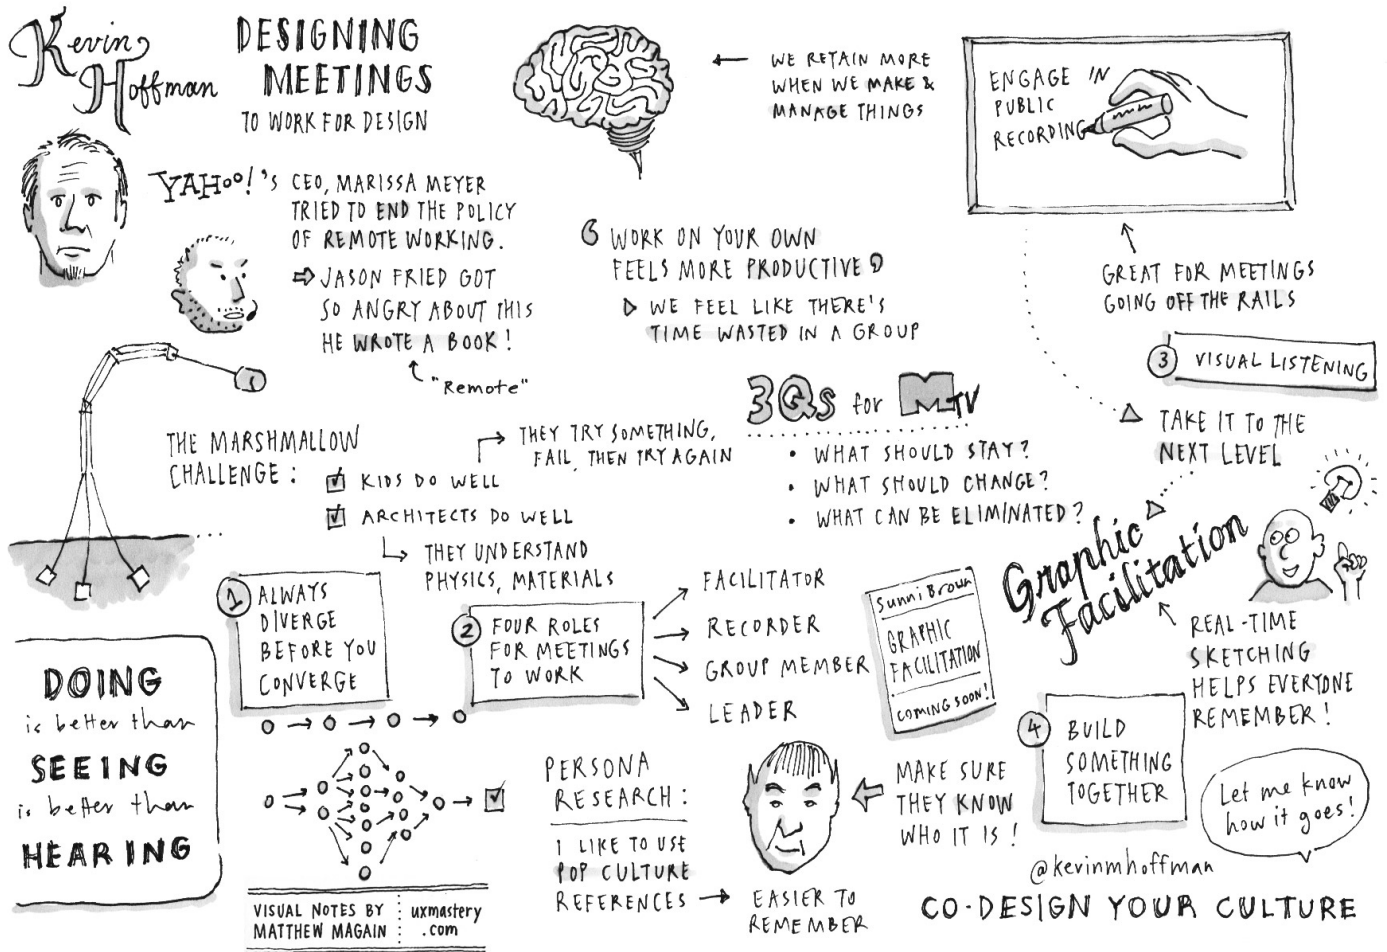 Kevin
Hoffman
DESIGNING
MEETINGS
TO WORK FOR DESIGN
WE RETAIN MORE
WHEN WE MAKE &
MANAGE THINGS
ENGAGE IN
PUBLIC
RECORDING
YAHOO!'S CEO, MARISSA MEYER
TRIED TO END THE POLICY
OF REMOTE WORKING.
JASON FRIED GOT
SO ANGRY ABOUT THIS
HE WROTE A BOOK!
"Remote"
WORK ON YOUR OWN
FEELS MORE PRODUCTIVE
WE FEEL LIKE THERE'S
TIME WASTED IN A GROUP
GREAT FOR MEETINGS
GOING OFF THE RAILS
3 VISUAL LISTENING
TAKE IT TO THE
NEXT LEVEL
THE MARSHMALLOW
CHALLENGE:
KIDS DO WELL
THEY TRY SOMETHING,
FAIL, THEN TRY AGAIN
ARCHITECTS DO WELL
THEY UNDERSTAND
PHYSICS, MATERIALS
3Qs for MTV
• WHAT SHOULD STAY?
• WHAT SHOULD CHANGE?
• WHAT CAN BE ELIMINATED?
Graphic
Facilitation
REAL-TIME
SKETCHING
HELPS EVERYONE
REMEMBER!
1 ALWAYS
DIVERGE
BEFORE YOU
CONVERGE
2 FOUR ROLES
FOR MEETINGS
TO WORK
FACILITATOR
RECORDER
GROUP MEMBER
LEADER
Sunni Brown
GRAPHIC
FACILITATION
COMING SOON!
DOING
is better than
SEEING
is better than
HEARING
PERSONA
RESEARCH:
I LIKE TO USE
POP CULTURE
REFERENCES
EASIER TO
REMEMBER
MAKE SURE
THEY KNOW
WHO IT IS!
4 BUILD
SOMETHING
TOGETHER
Let me know
how it goes!
@kevinmhoffman
CO-DESIGN YOUR CULTURE
VISUAL NOTES BY
MATTHEW MAGAIN
uxmastery
.com